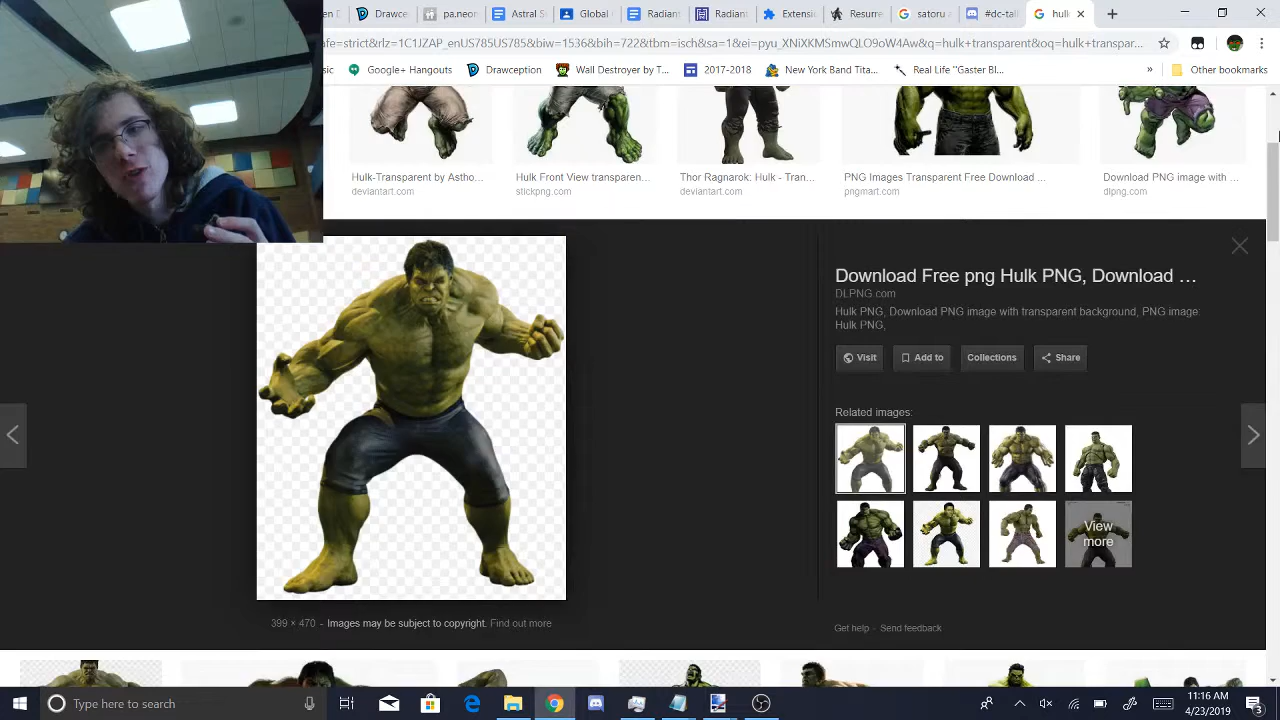 Drawce
pa.neor
Astral S
Global
Radiant
Radiant
Extensio
Resurre
satoru a
#dc-tall
hulk
afe=strict&rlz=1C1JZAP_enUS785US785&biw=1536&bih=722&tbm=isch&sa=1&ei=pyu_XNiXKMSmwQLO9oW4Aw&q=hulk+transparent&oq=hulk+transpar...
sic
Google+ Hangouts
Drawception
Wall Destroyer by T...
2017-2018
New York Band Tita...
Real Life "Gaster Bl...
»
Other bookmarks
Hulk-Transparent by Astho...
deviantart.com
Hulk Front View transparen...
stickpng.com
Thor Ragnarok: Hulk - Tran...
deviantart.com
PNG Images Transparent Free Download ...
pngmart.com
Download PNG image with ...
dlpng.com
Download Free png Hulk PNG, Download ...
DLPNG.com
Hulk PNG, Download PNG image with transparent background, PNG image:
Hulk PNG,
Visit
Add to
Collections
Share
Related images:
View
more
399 × 470 - Images may be subject to copyright. Find out more
Get help - Send feedback
Type here to search
11:16 AM
4/23/2019
3